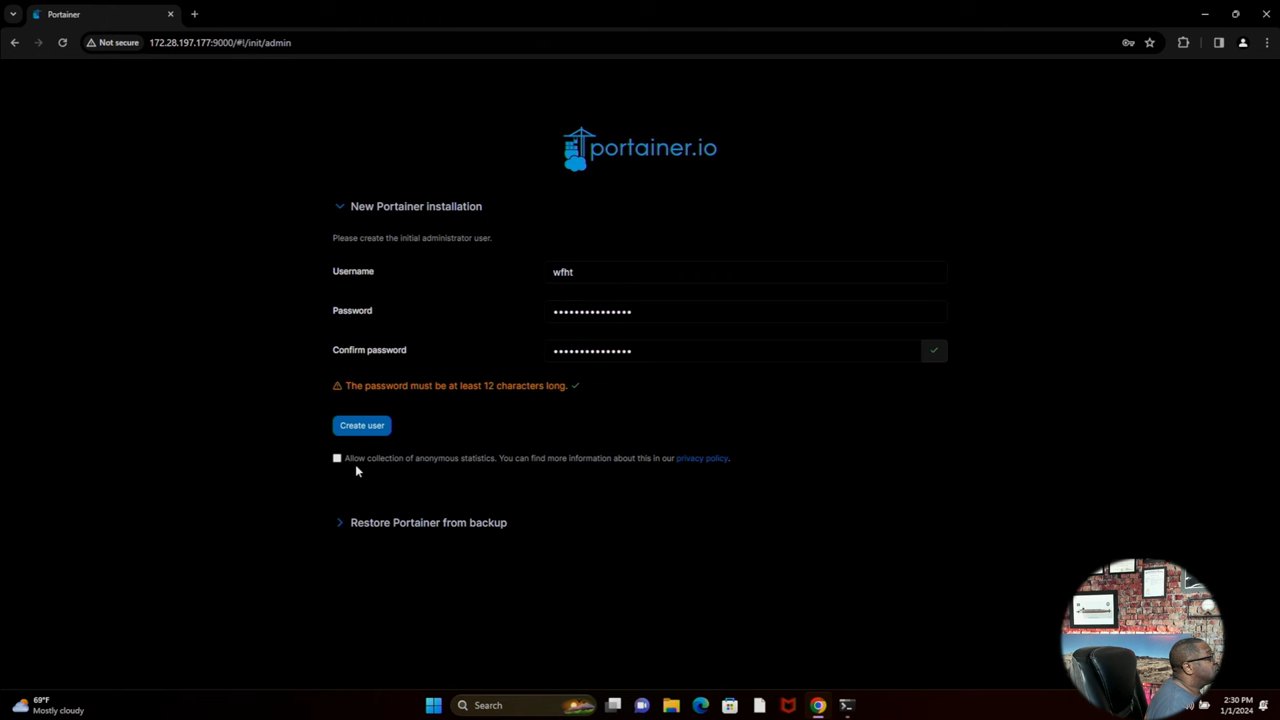 Portainer
Not secure
172.28.197.177:9000/#!/init/admin
portainer.io
New Portainer installation
Please create the initial administrator user.
Username
wfht
Password
•••••••••••••••
Confirm password
•••••••••••••••
The password must be at least 12 characters long.
Create user
Allow collection of anonymous statistics. You can find more information about this in our privacy policy.
Restore Portainer from backup
69°F
Mostly cloudy
Search
2:30 PM
1/1/2024